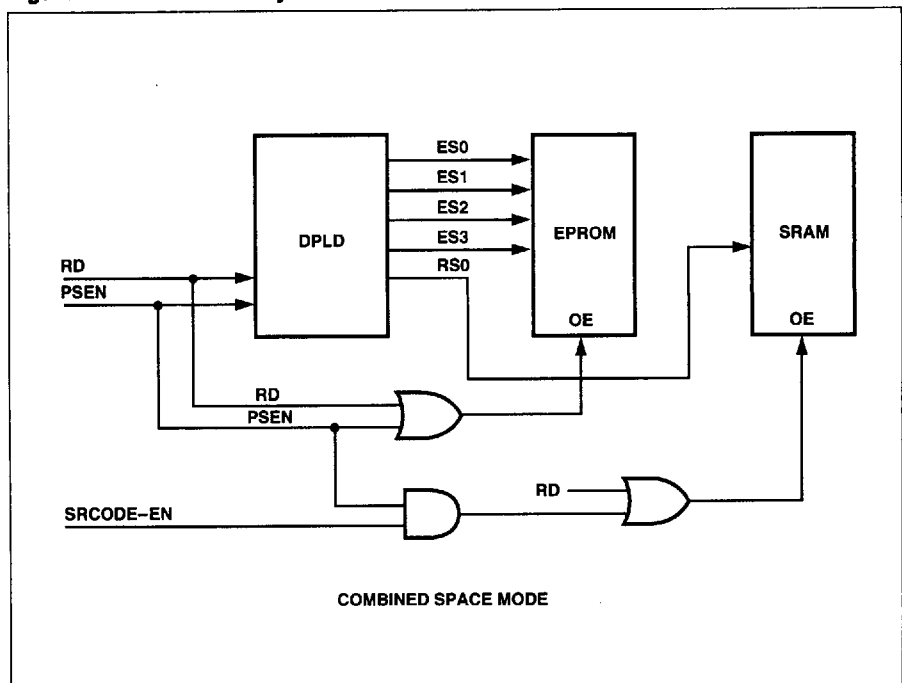 ES0
ES1
ES2
ES3
RS0
DPLD
EPROM
OE
SRAM
OE
RD
PSEN
RD
PSEN
RD
SRCODE–EN
COMBINED SPACE MODE